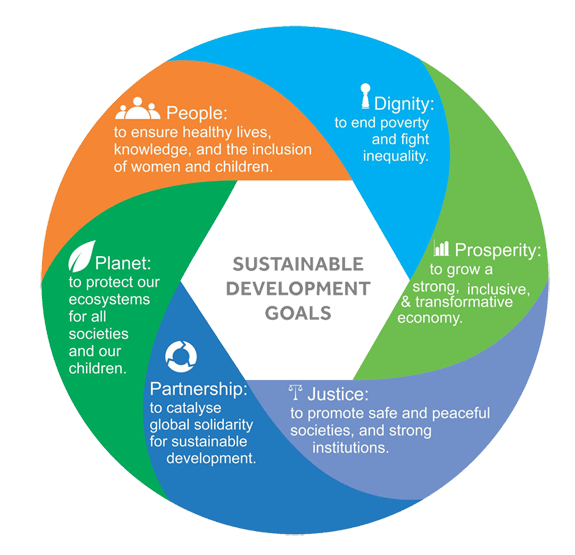 SUSTAINABLE
DEVELOPMENT
GOALS
Dignity:
to end poverty
and fight
inequality.
Prosperity:
to grow a
strong, inclusive,
& transformative
economy.
Justice:
to promote safe and peaceful
societies, and strong
institutions.
Partnership:
to catalyse
global solidarity
for sustainable
development.
Planet:
to protect our
ecosystems
for all
societies
and our
children.
People:
to ensure healthy lives,
knowledge, and the inclusion
of women and children.